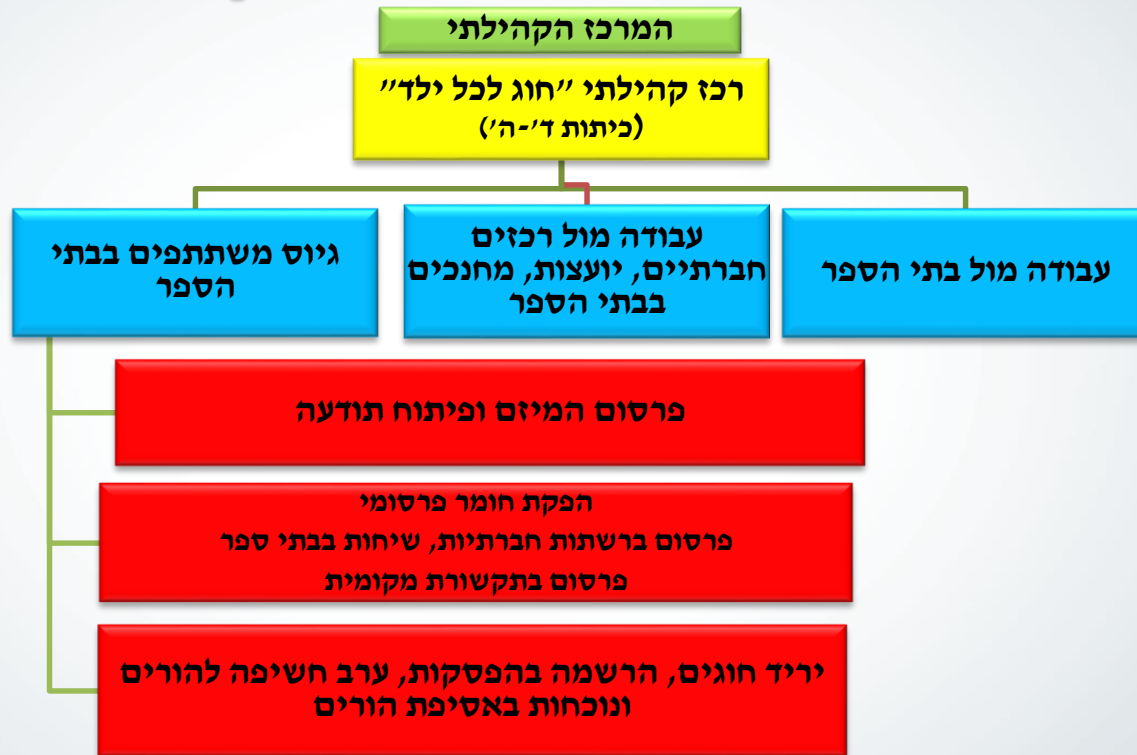 המרכז הקהילתי
רכז קהילתי "חוג לכל ילד"
(כיתות ד'-ה')
עבודה מול בתי הספר
עבודה מול רכזים
חברתיים, יועצות, מחנכים
בבתי הספר
גיוס משתתפים בבתי
הספר
פרסום המיזם ופיתוח תודעה
הפקת חומר פרסומי
פרסום ברשתות חברתיות, שיחות בבתי ספר
פרסום בתקשורת מקומית
יריד חוגים, הרשמה בהפסקות, ערב חשיפה להורים
ונוכחות באסיפת הורים